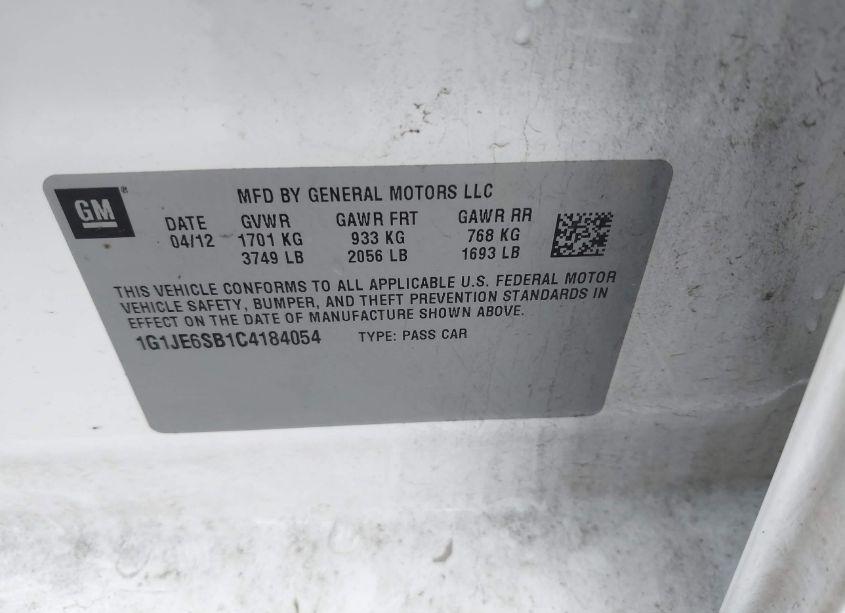 GM®
MFD BY GENERAL MOTORS LLC
DATE GVWR GAWR FRT GAWR RR
04/12 1701 KG 933 KG 768 KG
3749 LB 2056 LB 1693 LB
THIS VEHICLE CONFORMS TO ALL APPLICABLE U.S. FEDERAL MOTOR
VEHICLE SAFETY, BUMPER, AND THEFT PREVENTION STANDARDS IN
EFFECT ON THE DATE OF MANUFACTURE SHOWN ABOVE.
1G1JE6SB1C4184054 TYPE: PASS CAR